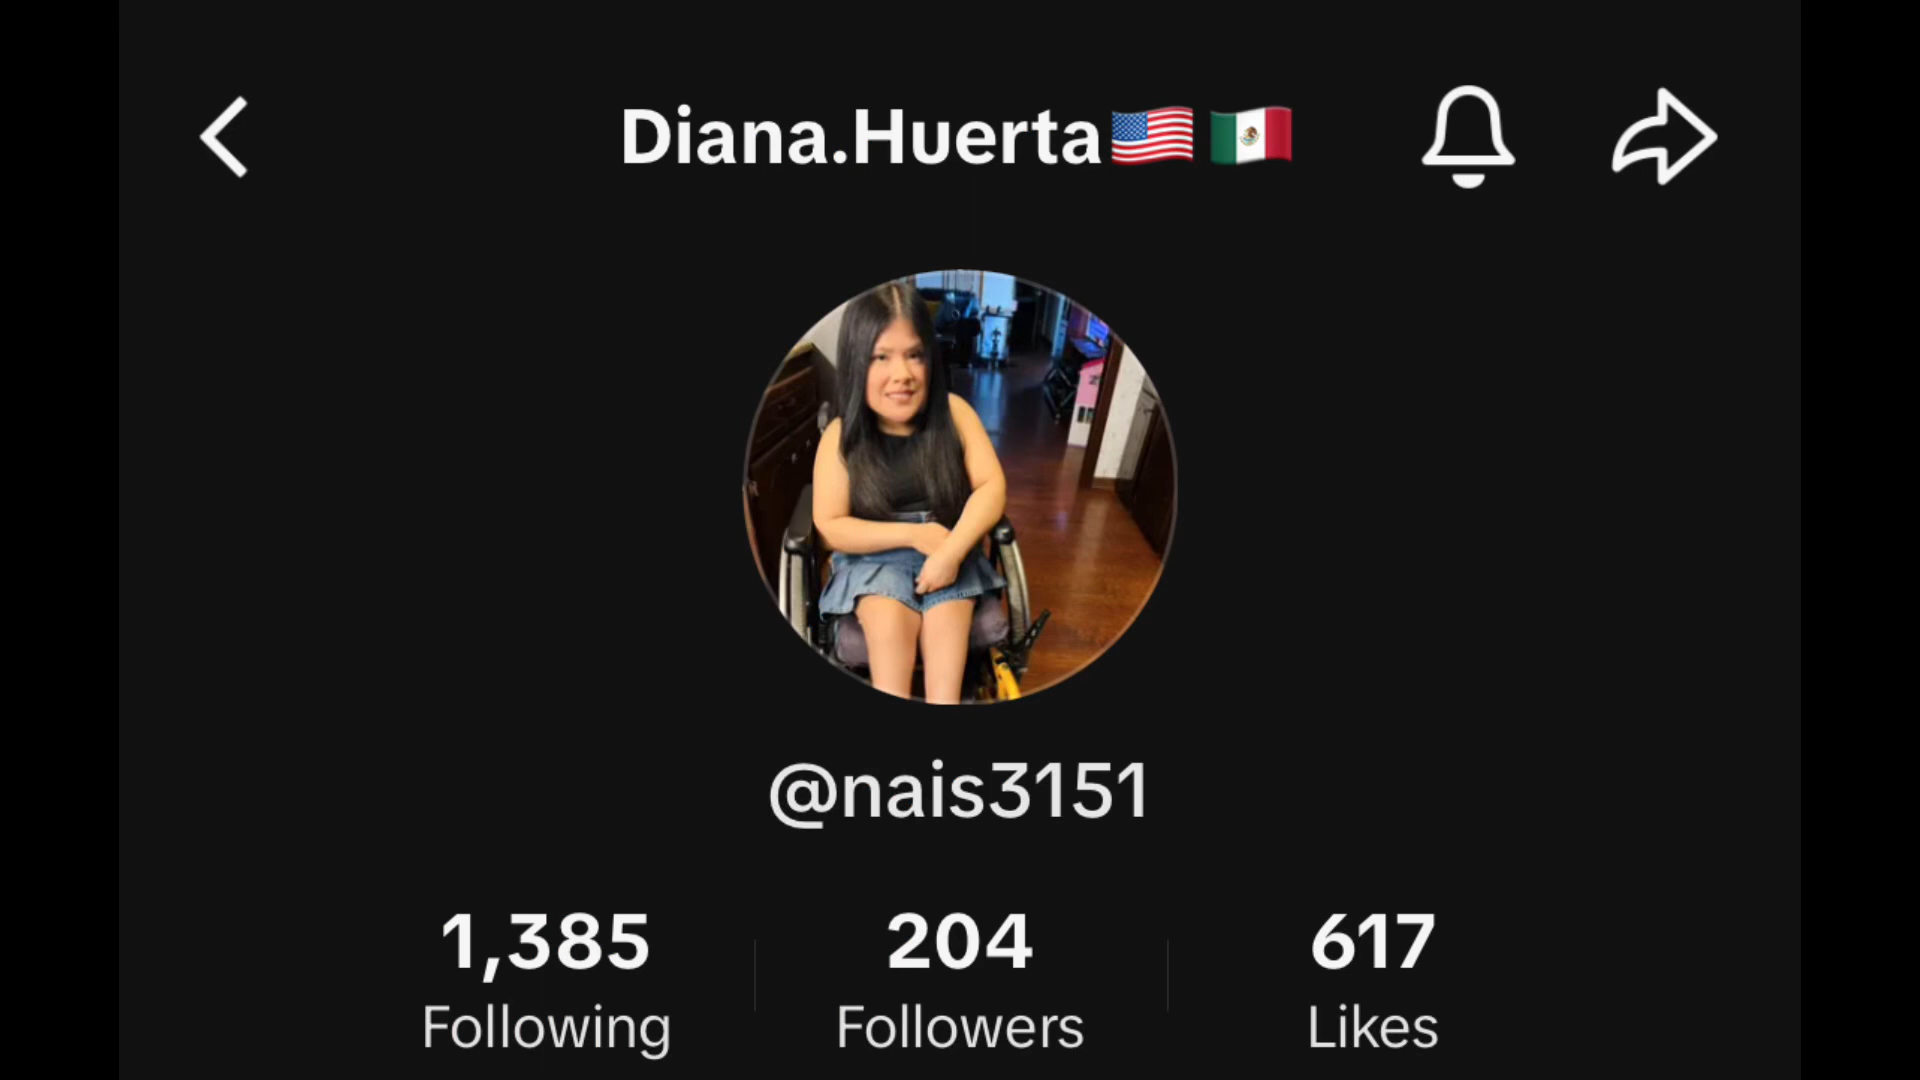 Diana.Huerta🇺🇸🇲🇽
@nais3151
1,385 204 617
Following Followers Likes